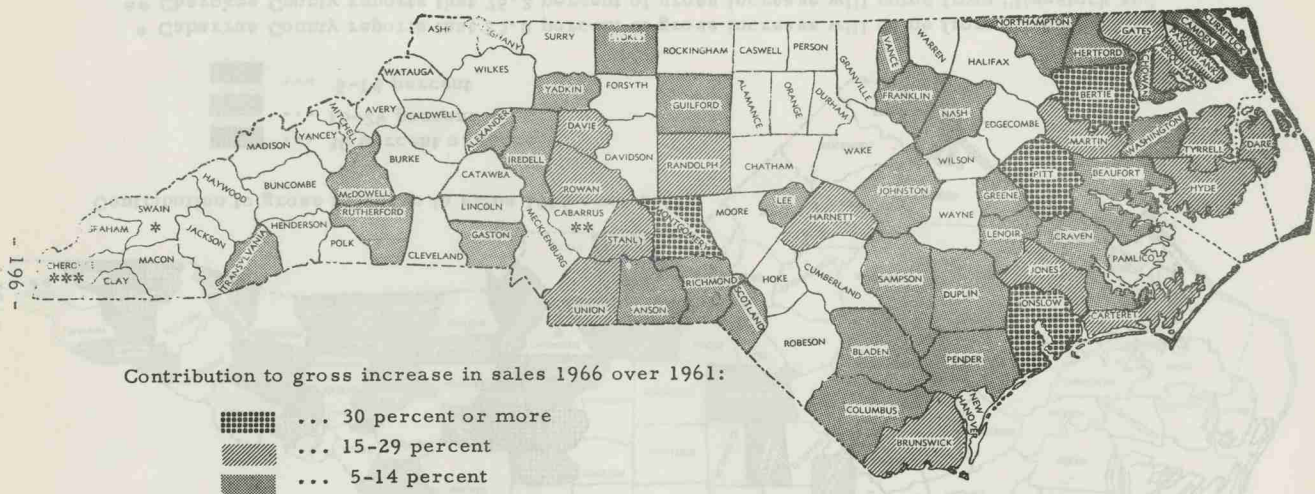 ASHE
ALLEGHANY
SURRY
STOKES
ROCKINGHAM
CASWELL
PERSON
GRANVILLE
VANCE
WARREN
NORTHAMPTON
GATES
HERTFORD
CURRITUCK
CAMDEN
PASQUOTANK
PERQUIMANS
CHOWAN
HALIFAX
WATAUGA
WILKES
YADKIN
FORSYTH
GUILFORD
ALAMANCE
ORANGE
DURHAM
FRANKLIN
NASH
BERTIE
MITCHELL
AVERY
CALDWELL
ALEXANDER
DAVIE
EDGECOMBE
MARTIN
WASHINGTON
TYRRELL
DARE
YANCEY
MADISON
BURKE
IREDELL
DAVIDSON
RANDOLPH
CHATHAM
WAKE
WILSON
PITT
BEAUFORT
HYDE
HAYWOOD
BUNCOMBE
McDOWELL
CATAWBA
ROWAN
JOHNSTON
GREENE
SWAIN
*
RUTHERFORD
LINCOLN
CABARRUS
**
MONTGOMERY
MOORE
LEE
HARNETT
WAYNE
LENOIR
CRAVEN
PAMLICO
GRAHAM
JACKSON
HENDERSON
POLK
CLEVELAND
GASTON
MECKLENBURG
STANLY
CHEROKEE
***
MACON
CLAY
TRANSYLVANIA
UNION
ANSON
RICHMOND
SCOTLAND
HOKE
CUMBERLAND
SAMPSON
DUPLIN
JONES
ONSLOW
CARTERET
ROBESON
BLADEN
PENDER
COLUMBUS
BRUNSWICK
NEW HANOVER
Contribution to gross increase in sales 1966 over 1961:
... 30 percent or more
... 15-29 percent
... 5-14 percent
- 196 -